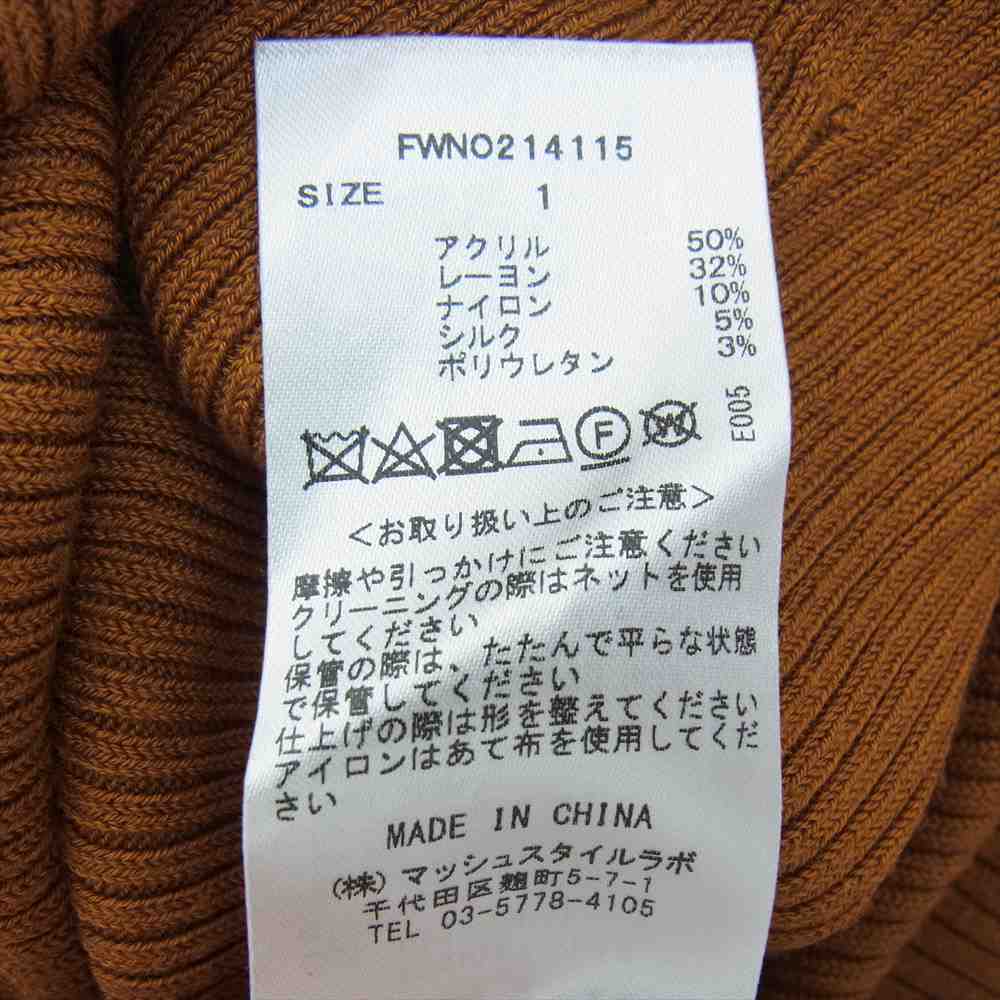 FWNO214115
SIZE 1
アクリル 50%
レーヨン 32%
ナイロン 10%
シルク 5%
ポリウレタン 3%
E005
F W
<お取り扱い上のご注意>
摩擦や引っかけにご注意ください
クリーニングの際はネットを使用
してください
保管の際は、たたんで平らな状態
で保管してください
仕上げの際は形を整えてください
アイロンはあて布を使用してくだ
さい
MADE IN CHINA
(株)マッシュスタイルラボ
千代田区麹町5-7-1
TEL 03-5778-4105